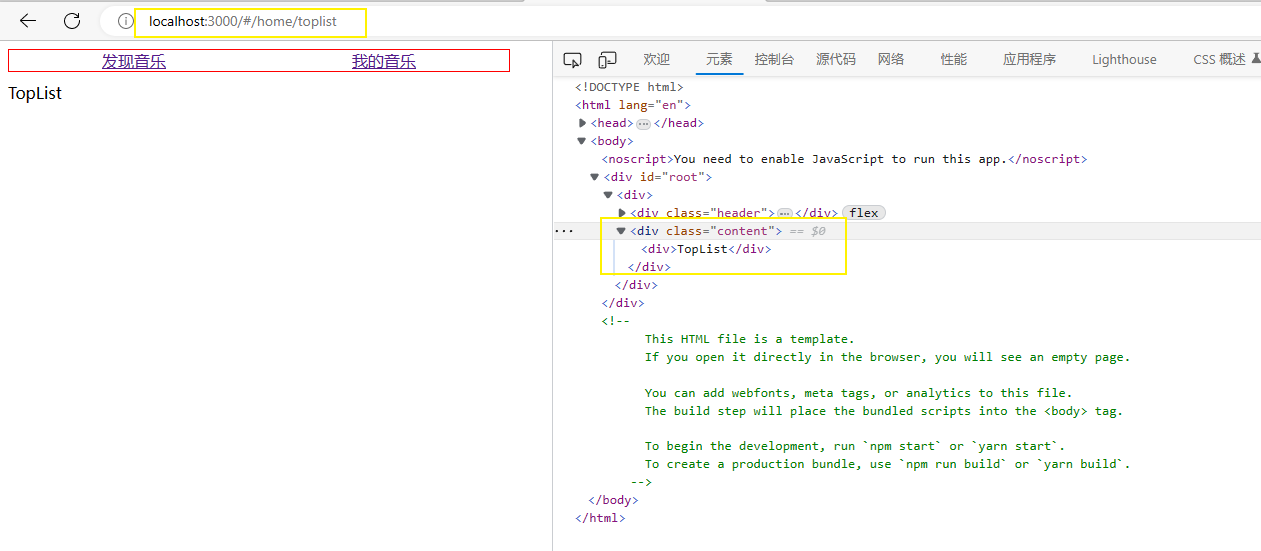 localhost:3000/#/home/toplist
发现音乐 我的音乐
TopList
欢迎 元素 控制台 源代码 网络 性能 应用程序 Lighthouse CSS 概述
<!DOCTYPE html>
<html lang="en">
<head>…</head>
<body>
<noscript>You need to enable JavaScript to run this app.</noscript>
<div id="root">
<div>
<div class="header">…</div> flex
<div class="content"> == $0
<div>TopList</div>
</div>
</div>
</div>
<!--
This HTML file is a template.
If you open it directly in the browser, you will see an empty page.
You can add webfonts, meta tags, or analytics to this file.
The build step will place the bundled scripts into the <body> tag.
To begin the development, run `npm start` or `yarn start`.
To create a production bundle, use `npm run build` or `yarn build`.
-->
</body>
</html>